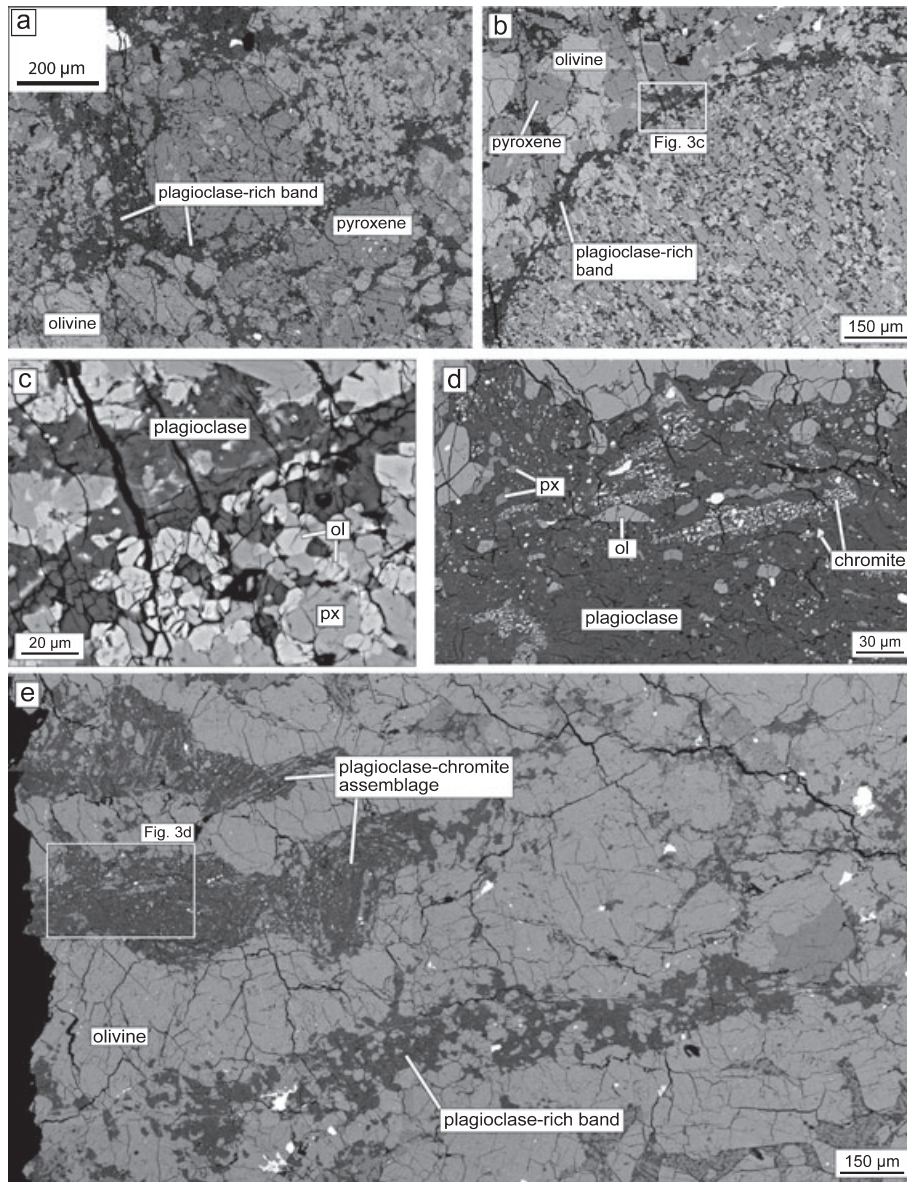 a
200 µm
plagioclase-rich band
pyroxene
olivine
b
olivine
pyroxene
Fig. 3c
plagioclase-rich
band
150 µm
c
plagioclase
ol
px
20 µm
d
px
ol
chromite
plagioclase
30 µm
e
plagioclase-chromite
assemblage
Fig. 3d
olivine
plagioclase-rich band
150 µm